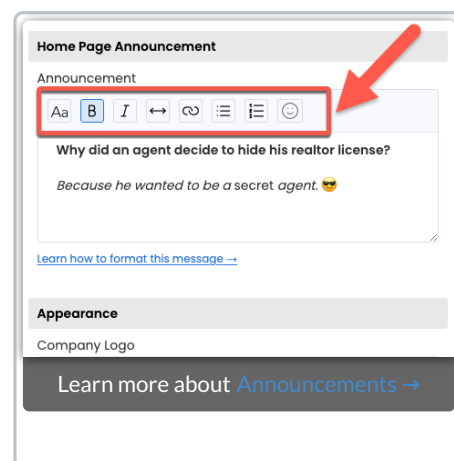 Home Page Announcement
Announcement
Aa B I
Why did an agent decide to hide his realtor license?
Because he wanted to be a secret agent. 😎
Learn how to format this message →
Appearance
Company Logo
Learn more about Announcements →